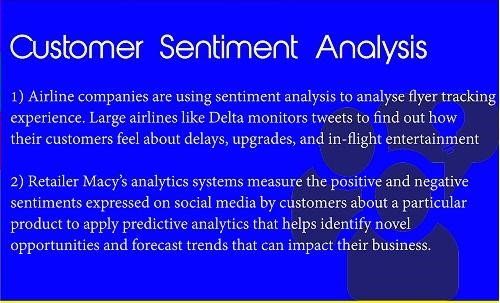 Customer Sentiment Analysis
1) Airline companies are using sentiment analysis to analyse flyer tracking
experience. Large airlines like Delta monitors tweets to find out how
their customers feel about delays, upgrades, and in-flight entertainment
2) Retailer Macy's analytics systems measure the positive and negative
sentiments expressed on social media by customers about a particular
product to apply predictive analytics that helps identify novel
opportunities and forecast trends that can impact their business.